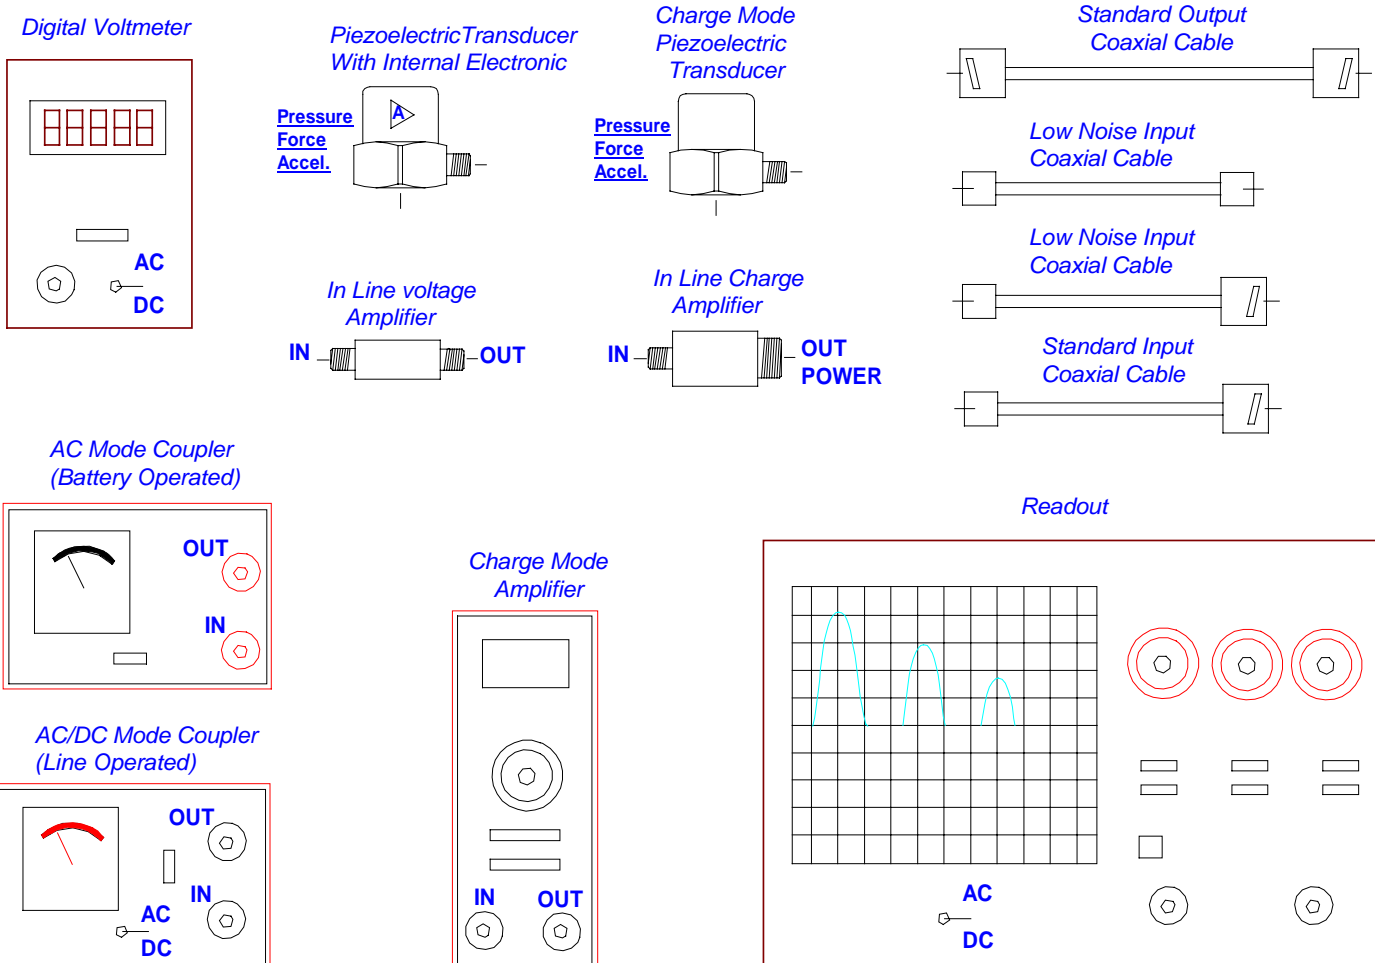 Digital Voltmeter
AC
DC
PiezoelectricTransducer
With Internal Electronic
Pressure
Force
Accel.
A
Charge Mode
Piezoelectric
Transducer
Pressure
Force
Accel.
Standard Output
Coaxial Cable
Low Noise Input
Coaxial Cable
Low Noise Input
Coaxial Cable
Standard Input
Coaxial Cable
In Line voltage
Amplifier
IN
OUT
In Line Charge
Amplifier
IN
OUT
POWER
AC Mode Coupler
(Battery Operated)
OUT
IN
AC/DC Mode Coupler
(Line Operated)
OUT
IN
AC
DC
Charge Mode
Amplifier
IN
OUT
Readout
AC
DC